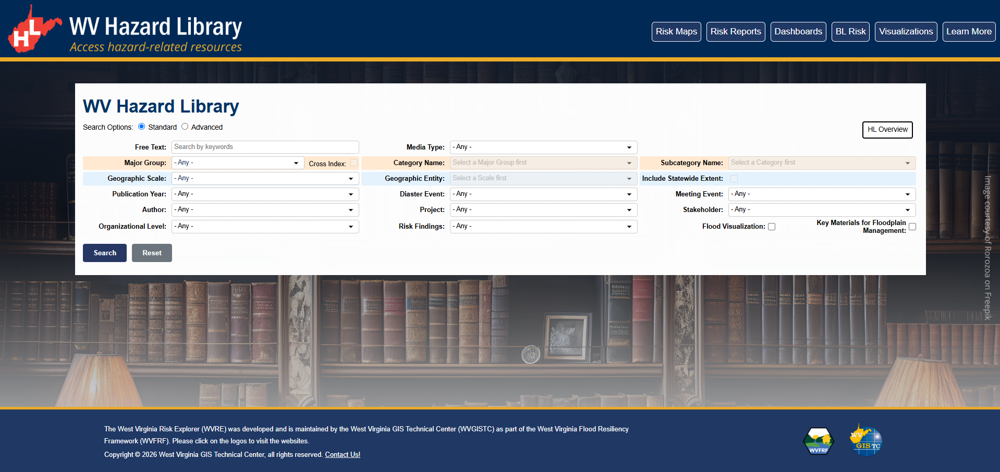 HL
WV Hazard Library
Access hazard-related resources
Risk Maps
Risk Reports
Dashboards
BL Risk
Visualizations
Learn More
WV Hazard Library
Search Options: Standard Advanced
HL Overview
Free Text: Search by keywords
Media Type: - Any -
Major Group: - Any -
Cross Index:
Category Name: Select a Major Group first
Subcategory Name: Select a Category first
Geographic Scale: - Any -
Geographic Entity: Select a Scale first
Include Statewide Extent:
Publication Year: - Any -
Diaster Event: - Any -
Meeting Event: - Any -
Author: - Any -
Project: - Any -
Stakeholder: - Any -
Organizational Level: - Any -
Risk Findings: - Any -
Flood Visualization:
Key Materials for Floodplain
Management:
Search
Reset
Image courtesy of Rorozoa on Freepik
The West Virginia Risk Explorer (WVRE) was developed and is maintained by the West Virginia GIS Technical Center (WVGISTC) as part of the West Virginia Flood Resiliency
Framework (WVFRF). Please click on the logos to visit the websites.
Copyright © 2026 West Virginia GIS Technical Center, all rights reserved. Contact Us!
WVFRF
WV
GIS TC